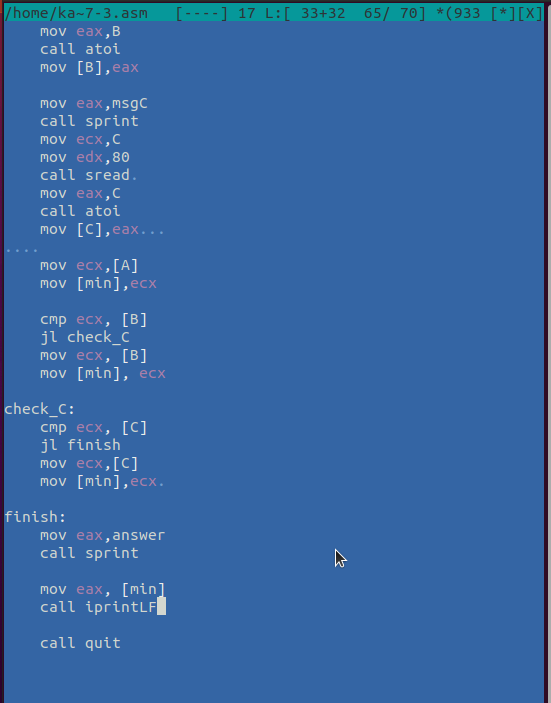 /home/ka~7-3.asm   [----] 17 L:[ 33+32  65/ 70] *(933 [*][X]
    mov eax,B
    call atoi
    mov [B],eax

    mov eax,msgC
    call sprint
    mov ecx,C
    mov edx,80
    call sread.
    mov eax,C
    call atoi
    mov [C],eax...
....
    mov ecx,[A]
    mov [min],ecx

    cmp ecx, [B]
    jl check_C
    mov ecx, [B]
    mov [min], ecx

check_C:
    cmp ecx, [C]
    jl finish
    mov ecx,[C]
    mov [min],ecx.

finish:
    mov eax,answer
    call sprint

    mov eax, [min]
    call iprintLF

    call quit